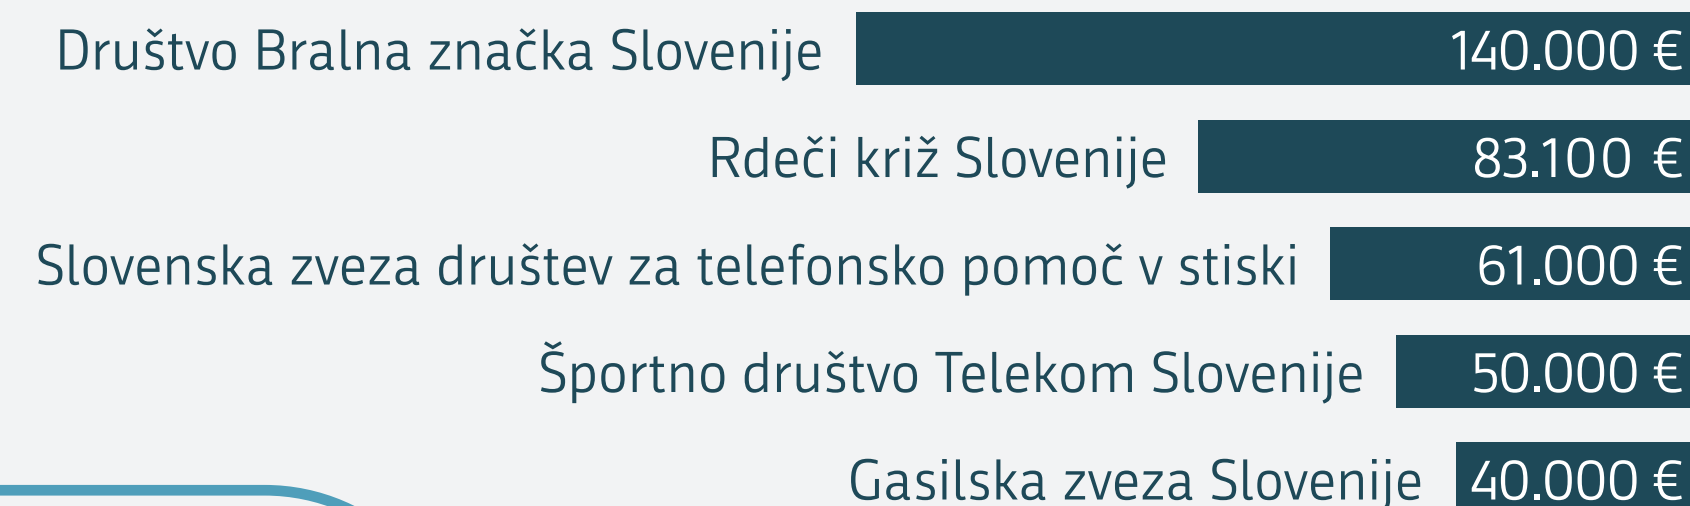 Društvo Bralna značka Slovenije 140.000 €
Rdeči križ Slovenije 83.100 €
Slovenska zveza društev za telefonsko pomoč v stiski 61.000 €
Športno društvo Telekom Slovenije 50.000 €
Gasilska zveza Slovenije 40.000 €